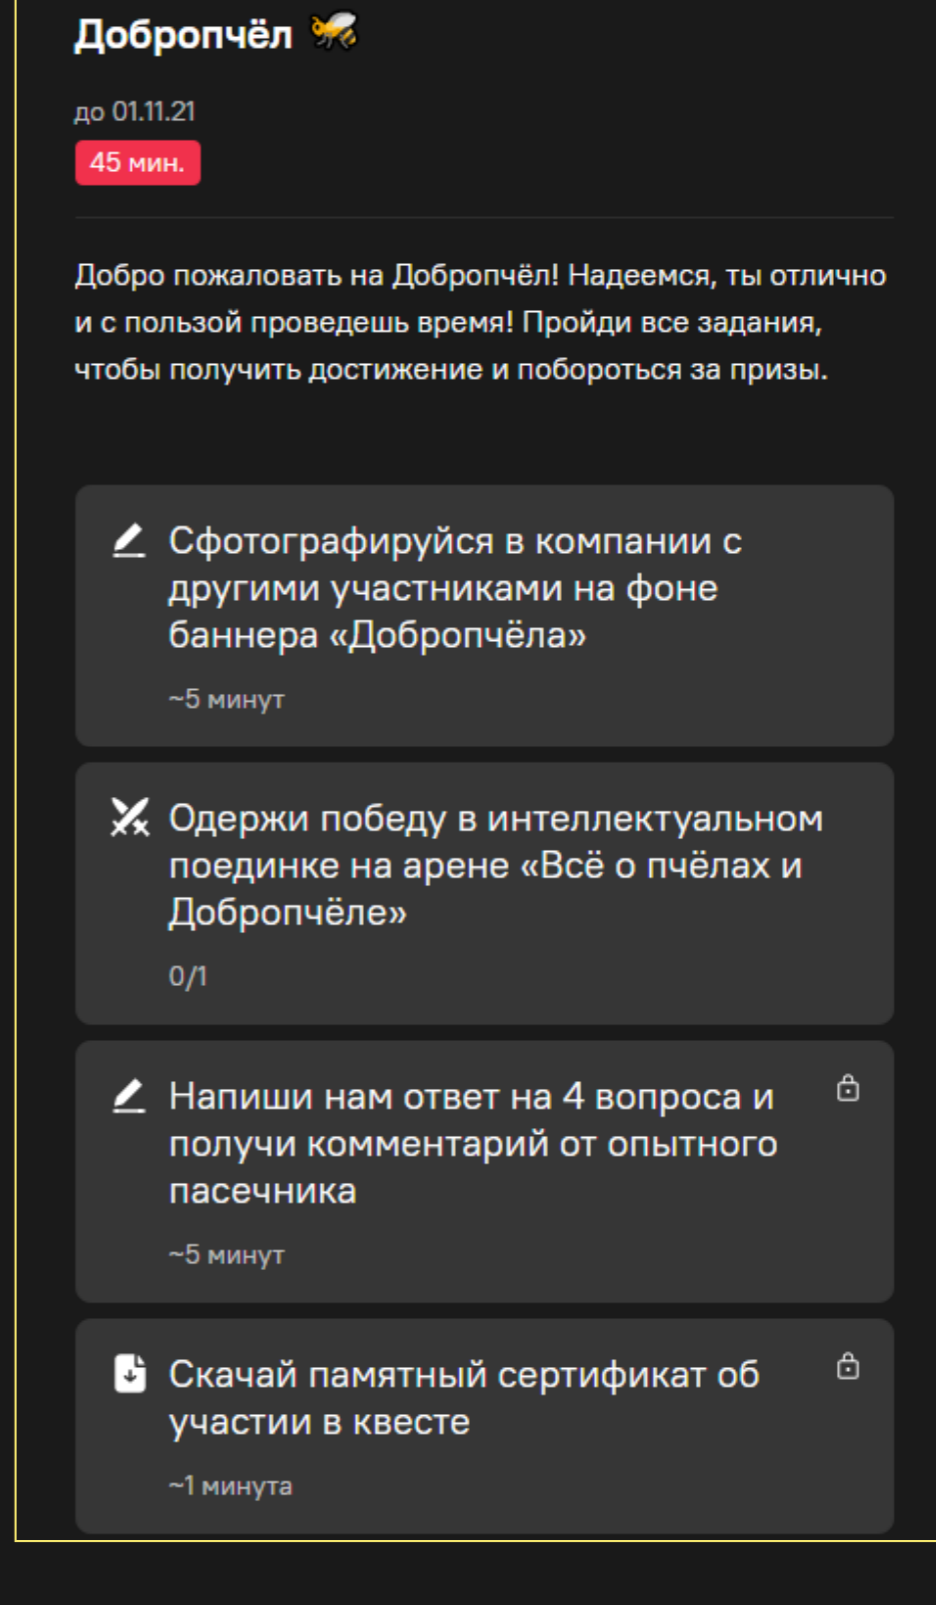 Добропчёл
до 01.11.21
45 мин.
Добро пожаловать на Добропчёл! Надеемся, ты отлично
и с пользой проведешь время! Пройди все задания,
чтобы получить достижение и побороться за призы.
Сфотографируйся в компании с
другими участниками на фоне
баннера «Добропчёла»
~5 минут
Одержи победу в интеллектуальном
поединке на арене «Всё о пчёлах и
Добропчёле»
0/1
Напиши нам ответ на 4 вопроса и
получи комментарий от опытного
пасечника
~5 минут
Скачай памятный сертификат об
участии в квесте
~1 минута